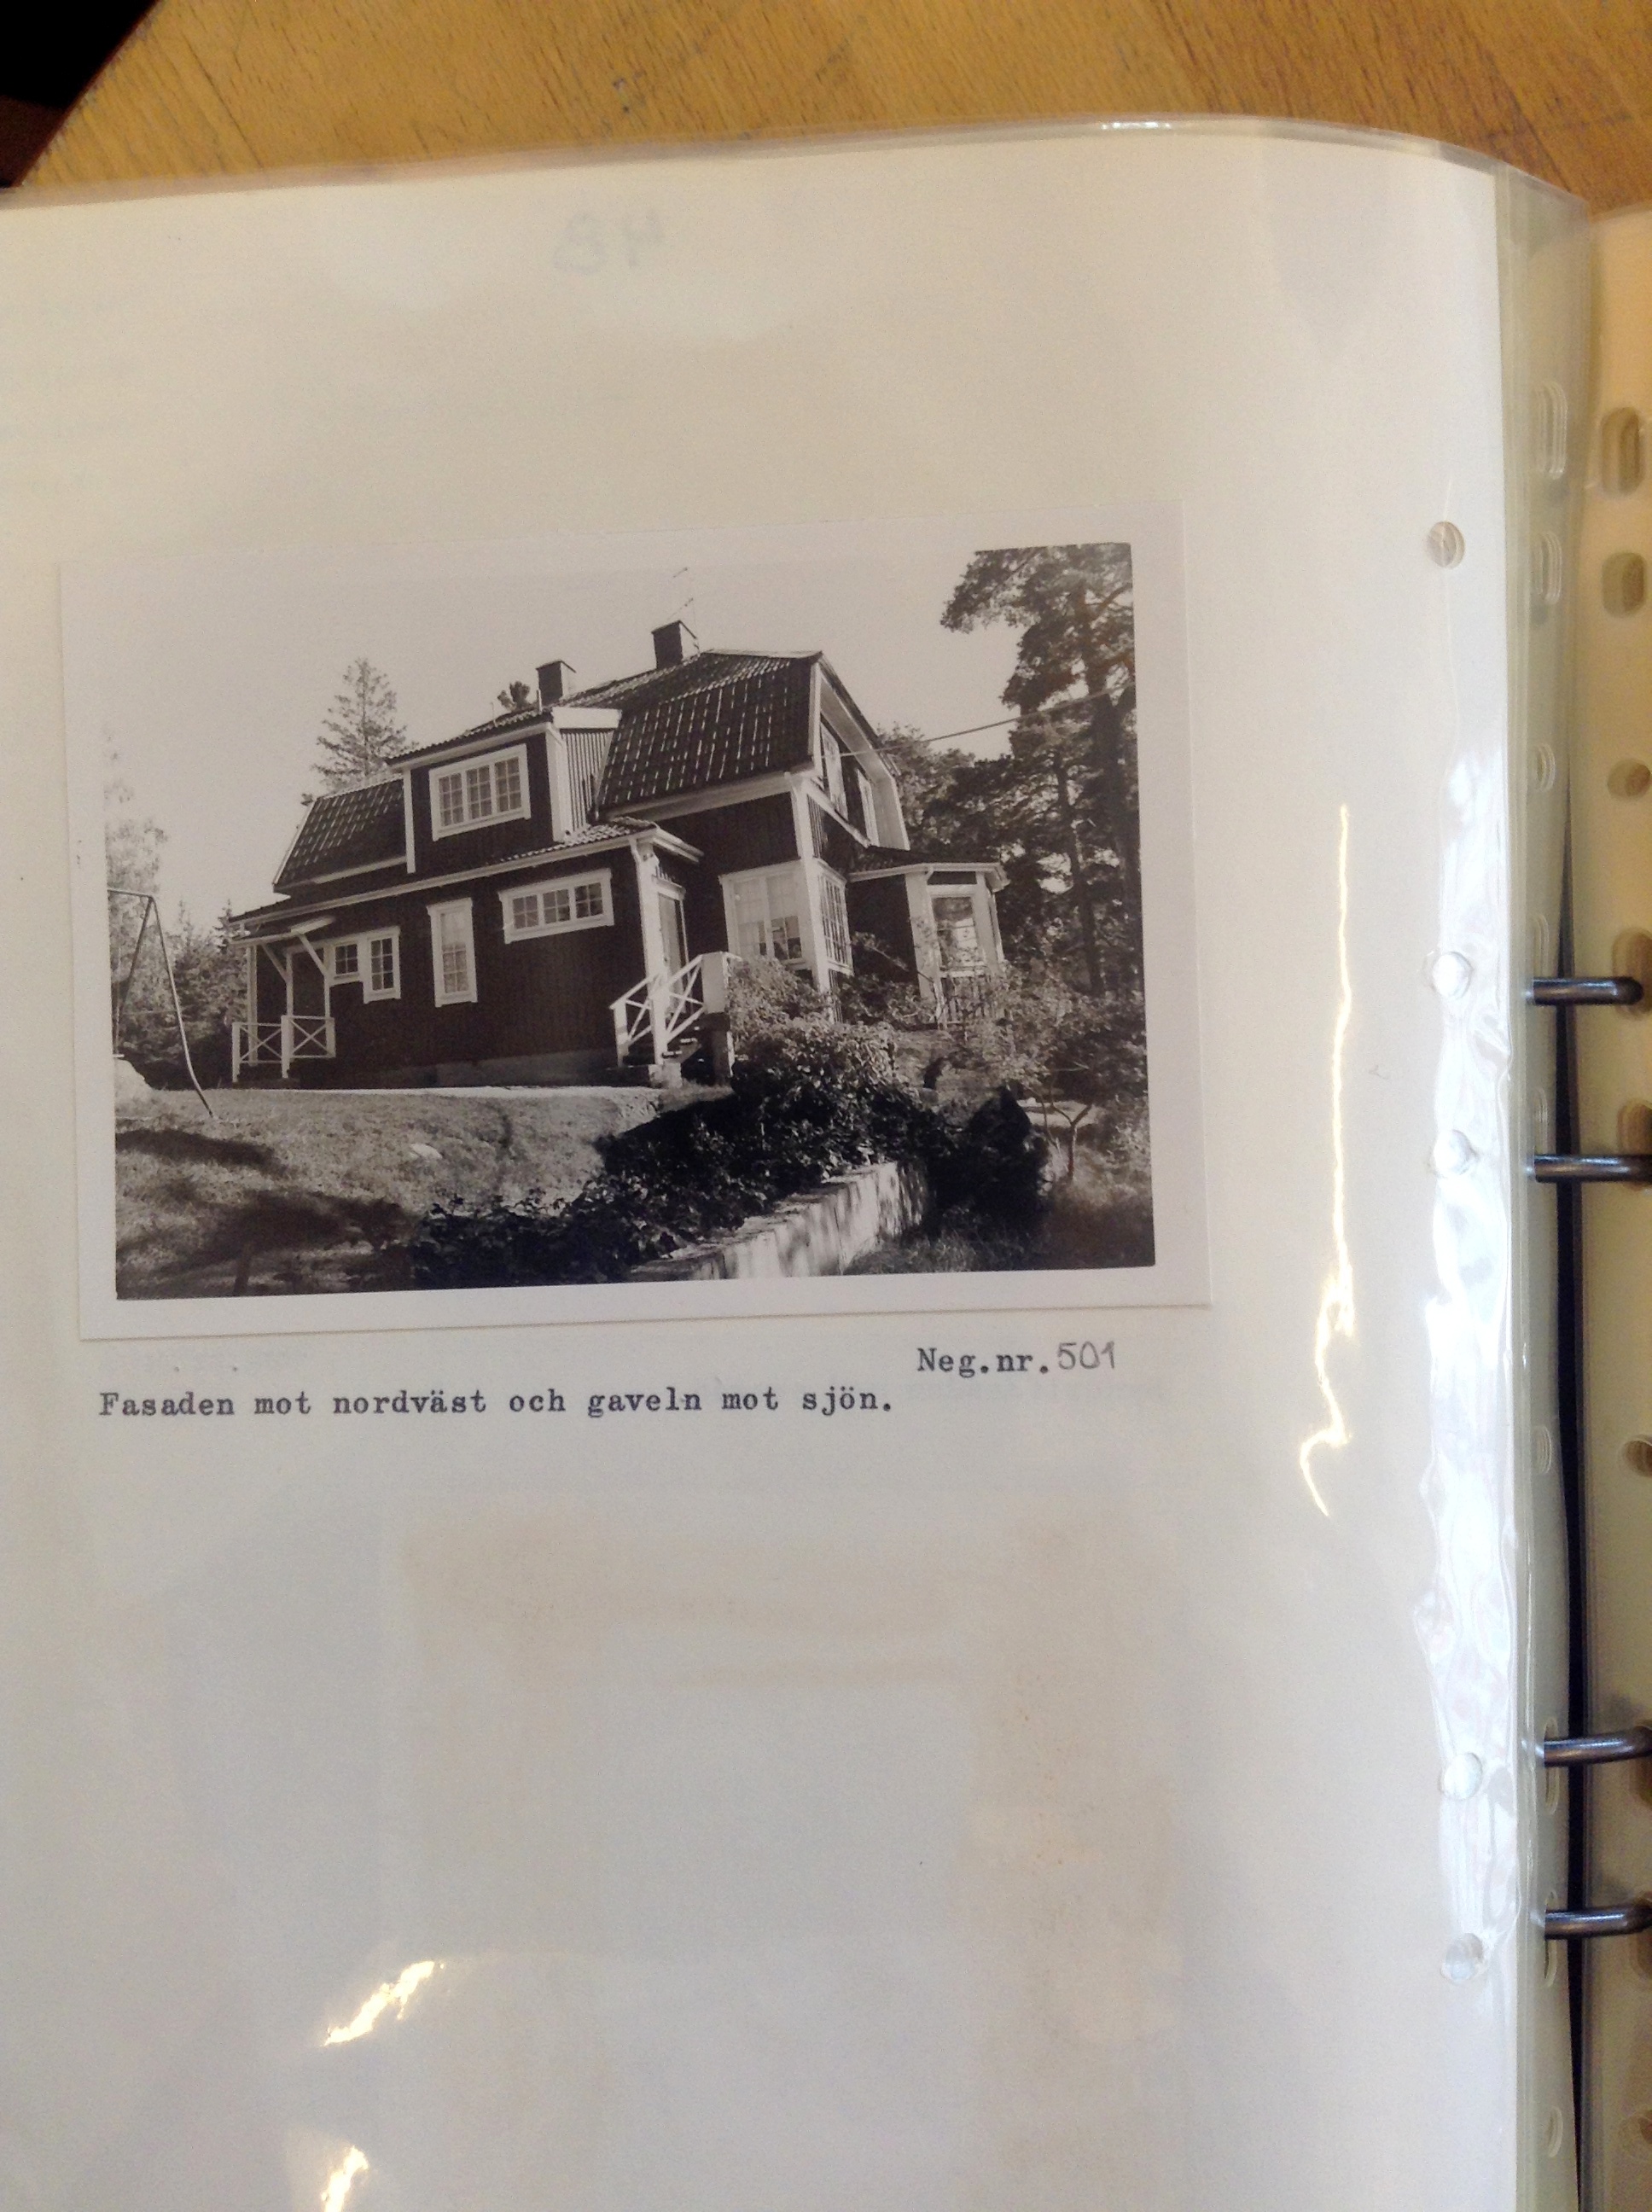 Neg.nr. 501
Fasaden mot nordväst och gaveln mot sjön.